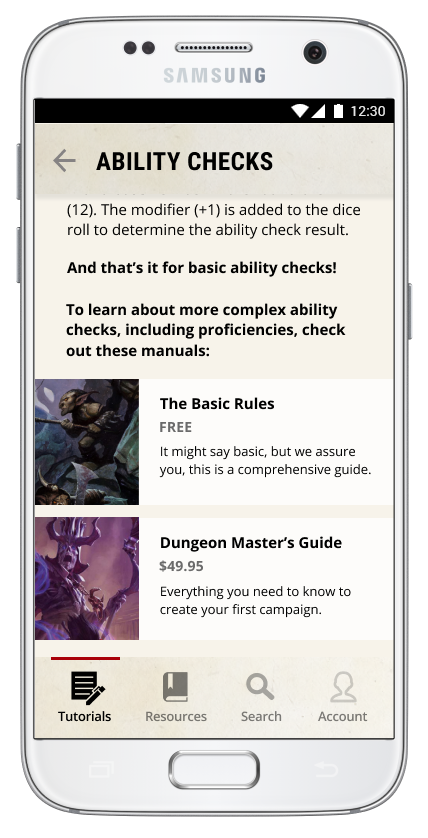 SAMSUNG
12:30
ABILITY CHECKS
(12). The modifier (+1) is added to the dice
roll to determine the ability check result.
And that’s it for basic ability checks!
To learn about more complex ability
checks, including proficiencies, check
out these manuals:
The Basic Rules
FREE
It might say basic, but we assure
you, this is a comprehensive guide.
Dungeon Master’s Guide
$49.95
Everything you need to know to
create your first campaign.
Tutorials
Resources
Search
Account